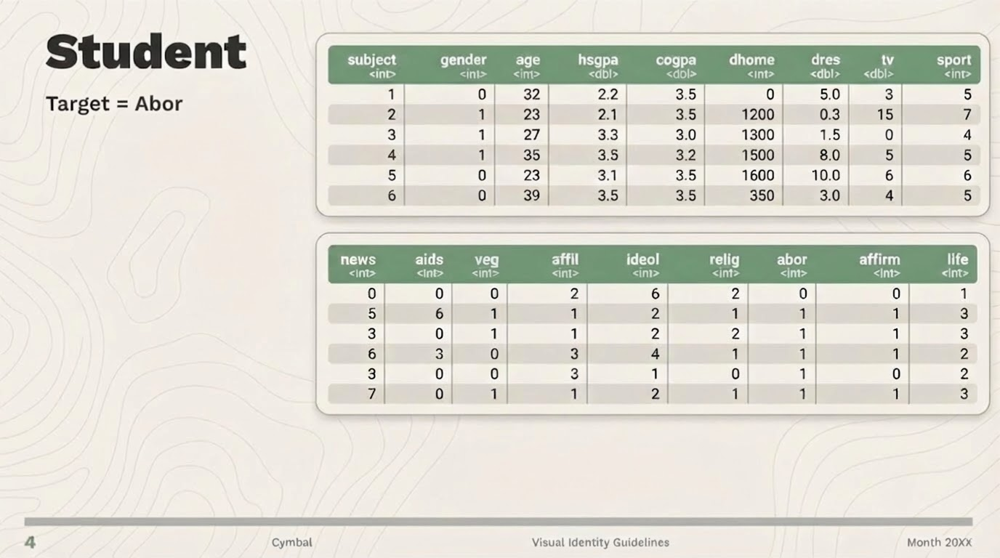 Student
Target = Abor
subject gender age hsgpa cogpa dhome dres tv sport
<int> <int> <int> <dbl> <dbl> <int> <dbl> <dbl> <int>
1 0 32 2.2 3.5 0 5.0 3 5
2 1 23 2.1 3.5 1200 0.3 15 7
3 1 27 3.3 3.0 1300 1.5 0 4
4 1 35 3.5 3.2 1500 8.0 5 5
5 0 23 3.1 3.5 1600 10.0 6 6
6 0 39 3.5 3.5 350 3.0 4 5
news aids veg affil ideol relig abor affirm life
<int> <int> <int> <int> <int> <int> <int> <int> <int>
0 0 0 2 6 2 0 0 1
5 6 1 1 2 1 1 1 3
3 0 1 1 2 2 1 1 3
6 3 0 3 4 1 1 1 2
3 0 0 3 1 0 1 0 2
7 0 1 1 2 1 1 1 3
4 Cymbal Visual Identity Guidelines Month 20XX